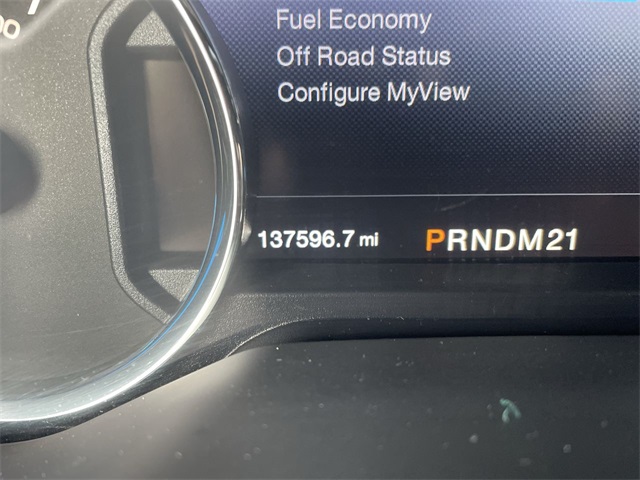 Fuel Economy
Off Road Status
Configure MyView
137596.7 mi PRNDM21